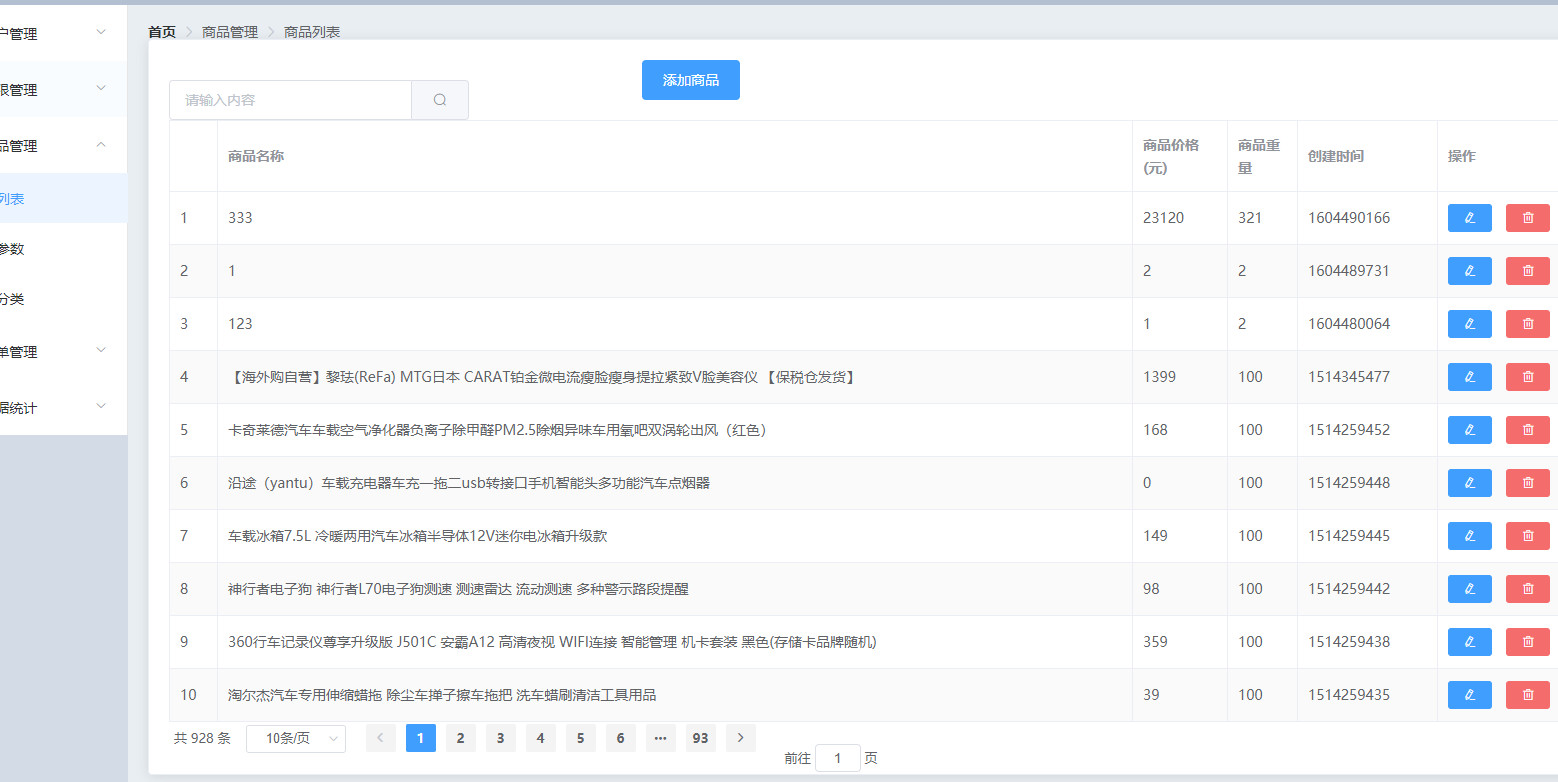 户管理
限管理
品管理
列表
参数
分类
单管理
据统计
首页 > 商品管理 > 商品列表
请输入内容
添加商品
商品名称 商品价格(元) 商品重量 创建时间 操作
1 333 23120 321 1604490166
2 1 2 2 1604489731
3 123 1 2 1604480064
4 【海外购自营】黎珐(ReFa) MTG日本 CARAT铂金微电流瘦脸瘦身提拉紧致V脸美容仪 【保税仓发货】 1399 100 1514345477
5 卡奇莱德汽车车载空气净化器负离子除甲醛PM2.5除烟异味车用氧吧双涡轮出风（红色） 168 100 1514259452
6 沿途（yantu）车载充电器车充一拖二usb转接口手机智能头多功能汽车点烟器 0 100 1514259448
7 车载冰箱7.5L 冷暖两用汽车冰箱半导体12V迷你电冰箱升级款 149 100 1514259445
8 神行者电子狗 神行者L70电子狗测速 测速雷达 流动测速 多种警示路段提醒 98 100 1514259442
9 360行车记录仪尊享升级版 J501C 安霸A12 高清夜视 WIFI连接 智能管理 机卡套装 黑色(存储卡品牌随机) 359 100 1514259438
10 淘尔杰汽车专用伸缩蜡拖 除尘车掸子擦车拖把 洗车蜡刷清洁工具用品 39 100 1514259435
共 928 条 10条/页 < 1 2 3 4 5 6 ••• 93 >
前往 1 页